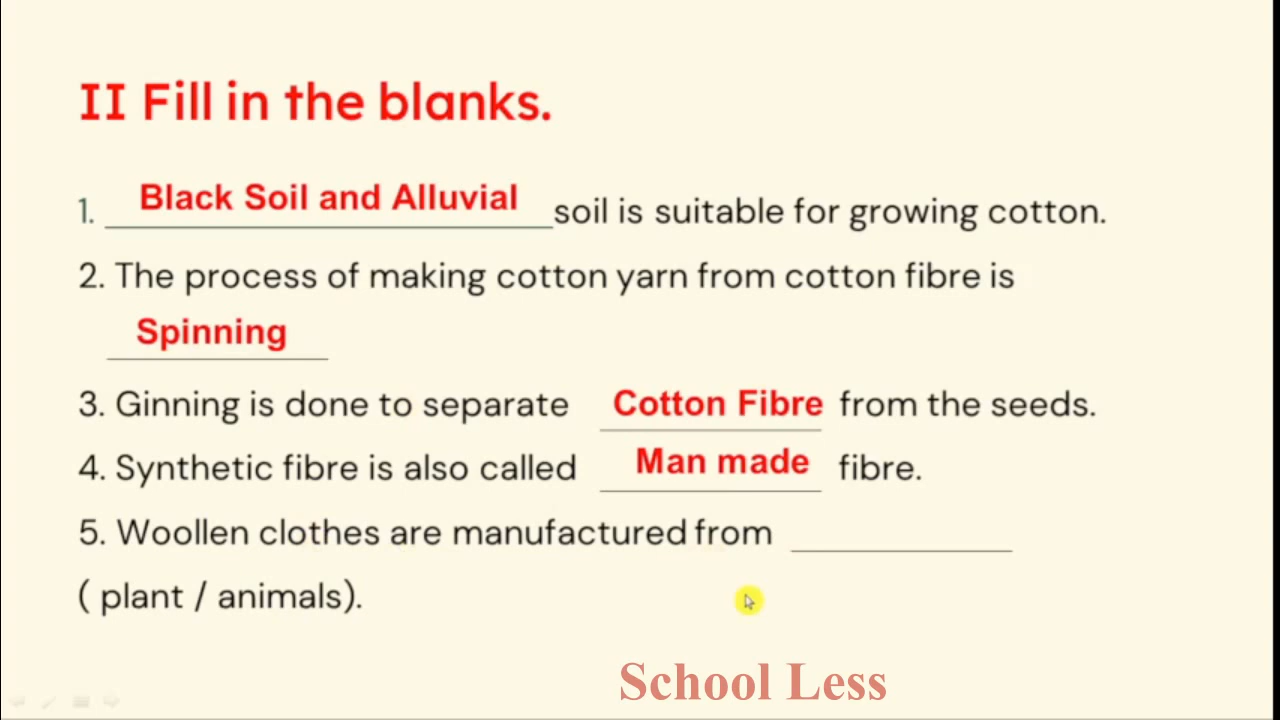 II Fill in the blanks.
1. Black Soil and Alluvial soil is suitable for growing cotton.
2. The process of making cotton yarn from cotton fibre is
Spinning
3. Ginning is done to separate Cotton Fibre from the seeds.
4. Synthetic fibre is also called Man made fibre.
5. Woollen clothes are manufactured from ____________
( plant / animals).
School Less